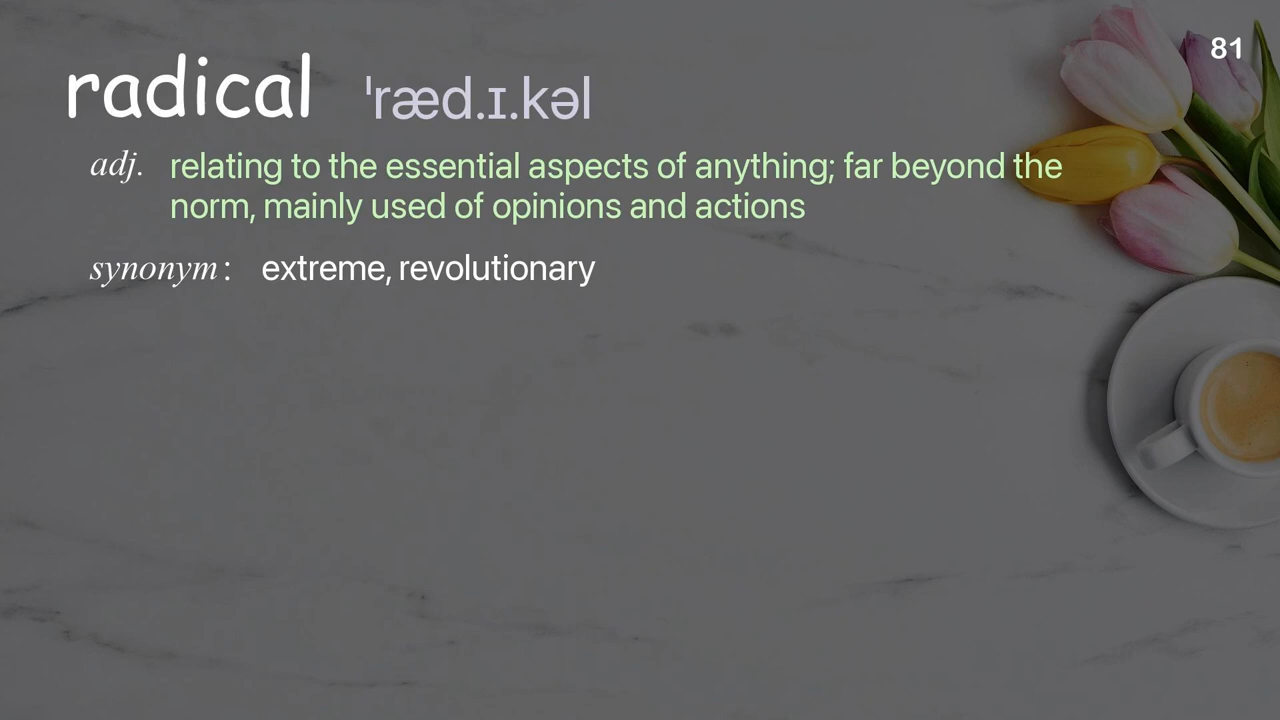 81
radical ˈræd.ɪ.kəl
adj. relating to the essential aspects of anything; far beyond the
norm, mainly used of opinions and actions
synonym : extreme, revolutionary